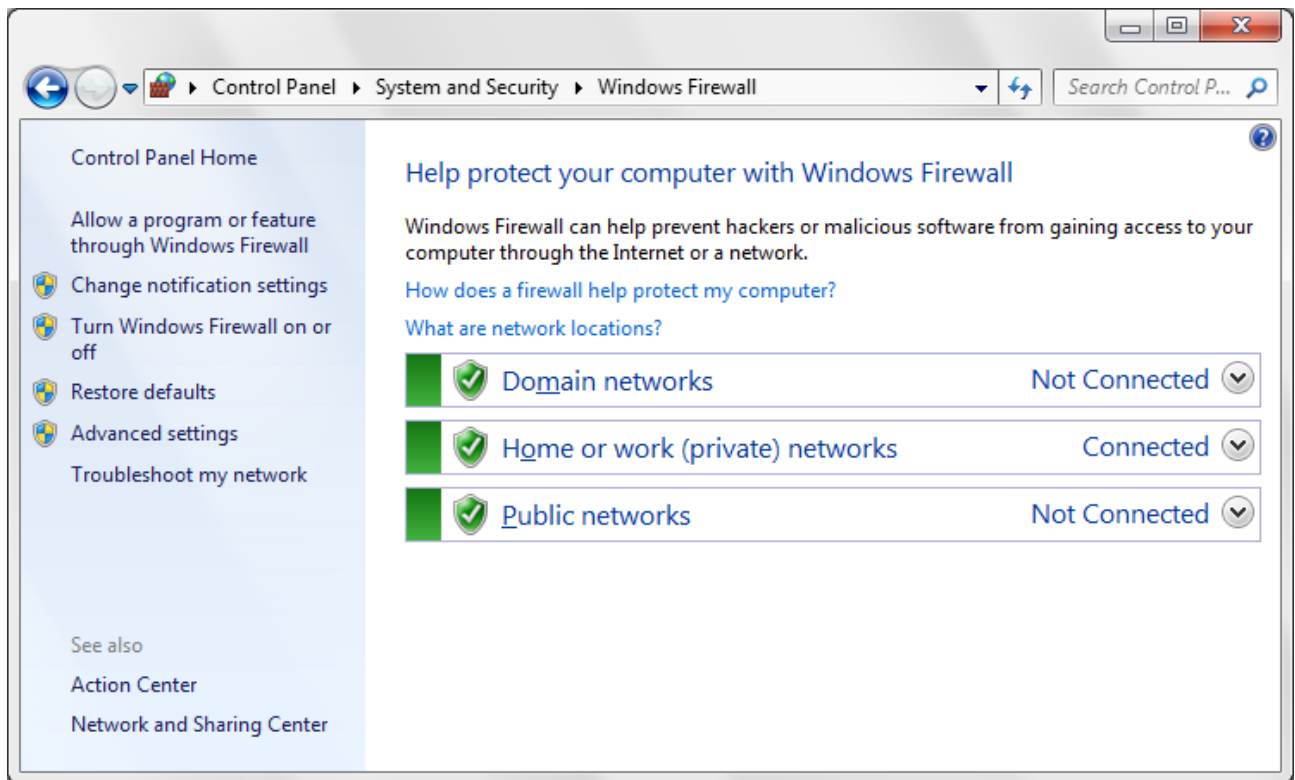 Control Panel ▸ System and Security ▸ Windows Firewall
Search Control P...
Control Panel Home
Allow a program or feature
through Windows Firewall
Change notification settings
Turn Windows Firewall on or
off
Restore defaults
Advanced settings
Troubleshoot my network
See also
Action Center
Network and Sharing Center
Help protect your computer with Windows Firewall
Windows Firewall can help prevent hackers or malicious software from gaining access to your
computer through the Internet or a network.
How does a firewall help protect my computer?
What are network locations?
Domain networks Not Connected
Home or work (private) networks Connected
Public networks Not Connected